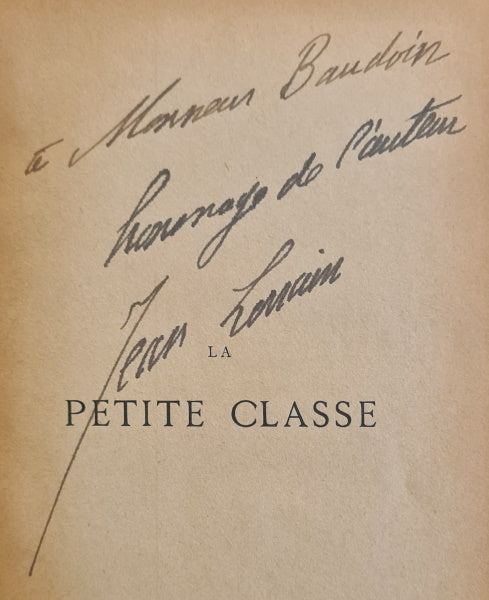 à Monsieur Baudoin
hommage de l'auteur
Jean Lorrain
LA
PETITE CLASSE